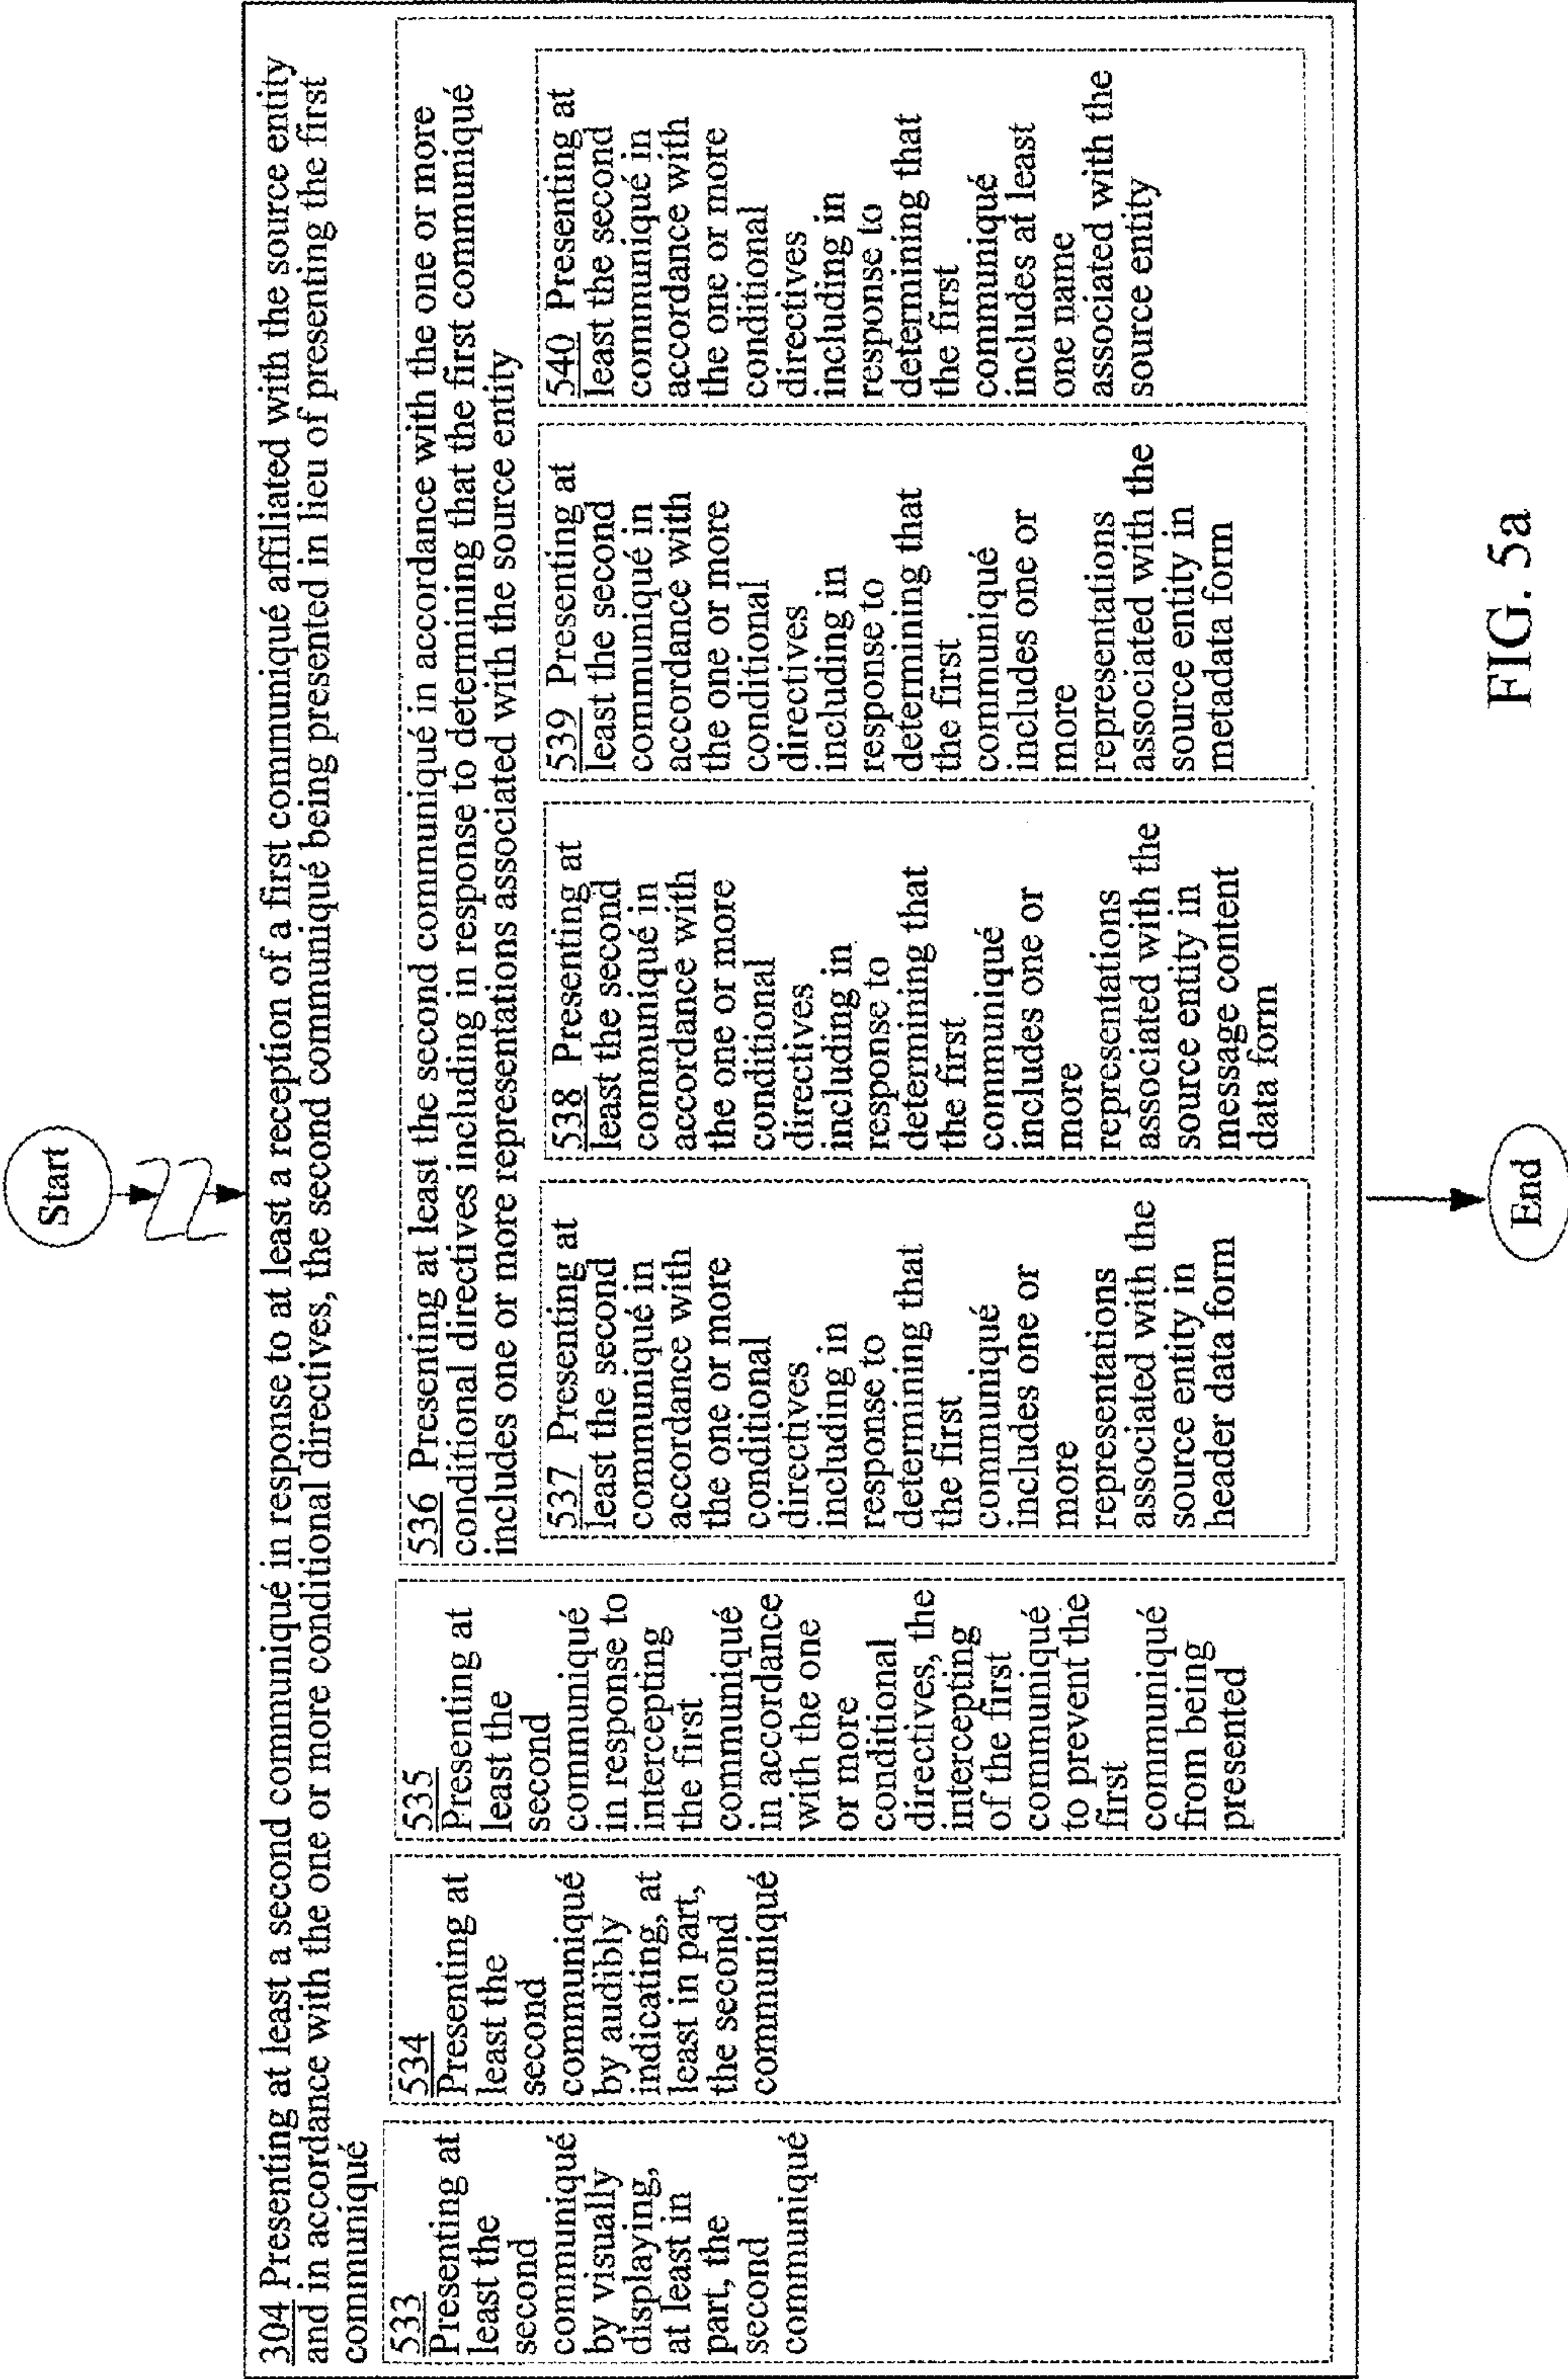 Start
304 Presenting at least a second communiqué in response to at least a reception of a first communiqué affiliated with the source entity
and in accordance with the one or more conditional directives, the second communiqué being presented in lieu of presenting the first
communiqué
533
Presenting at
least the
second
communiqué
by visually
displaying,
at least in
part, the
second
communiqué
534
Presenting at
least the
second
communiqué
by audibly
indicating, at
least in part,
the second
communiqué
535
Presenting at
least the
second
communiqué
in response to
intercepting
the first
communiqué
in accordance
with the one
or more
conditional
directives, the
intercepting
of the first
communiqué
to prevent the
first
communiqué
from being
presented
536 Presenting at least the second communiqué in accordance with the one or more
conditional directives including in response to determining that the first communiqué
includes one or more representations associated with the source entity
537 Presenting at
least the second
communiqué in
accordance with
the one or more
conditional
directives
including in
response to
determining that
the first
communiqué
includes one or
more
representations
associated with the
source entity in
header data form
538 Presenting at
least the second
communiqué in
accordance with
the one or more
conditional
directives
including in
response to
determining that
the first
communiqué
includes one or
more
representations
associated with the
source entity in
message content
data form
539 Presenting at
least the second
communiqué in
accordance with
the one or more
conditional
directives
including in
response to
determining that
the first
communiqué
includes one or
more
representations
associated with the
source entity in
metadata form
540 Presenting at
least the second
communiqué in
accordance with
the one or more
conditional
directives
including in
response to
determining that
the first
communiqué
includes at least
one name
associated with the
source entity
End
FIG. 5a